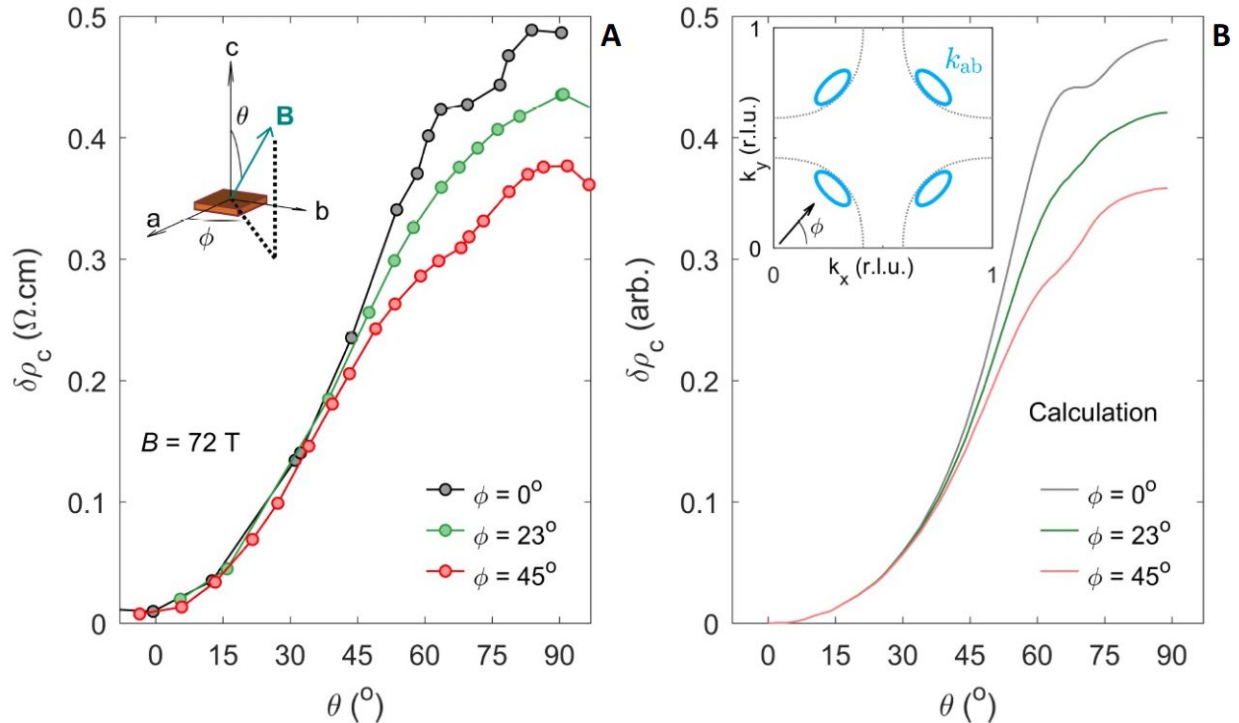 A
0.5
0.4
0.3
0.2
0.1
0
δρc (Ω.cm)
c
θ
B
a
b
ϕ
B = 72 T
ϕ = 0°
ϕ = 23°
ϕ = 45°
0 15 30 45 60 75 90
θ (°)
B
0.5
0.4
0.3
0.2
0.1
0
δρc (arb.)
1
kab
ky (r.l.u.)
ϕ
0
0 1
kx (r.l.u.)
Calculation
ϕ = 0°
ϕ = 23°
ϕ = 45°
0 15 30 45 60 75 90
θ (°)